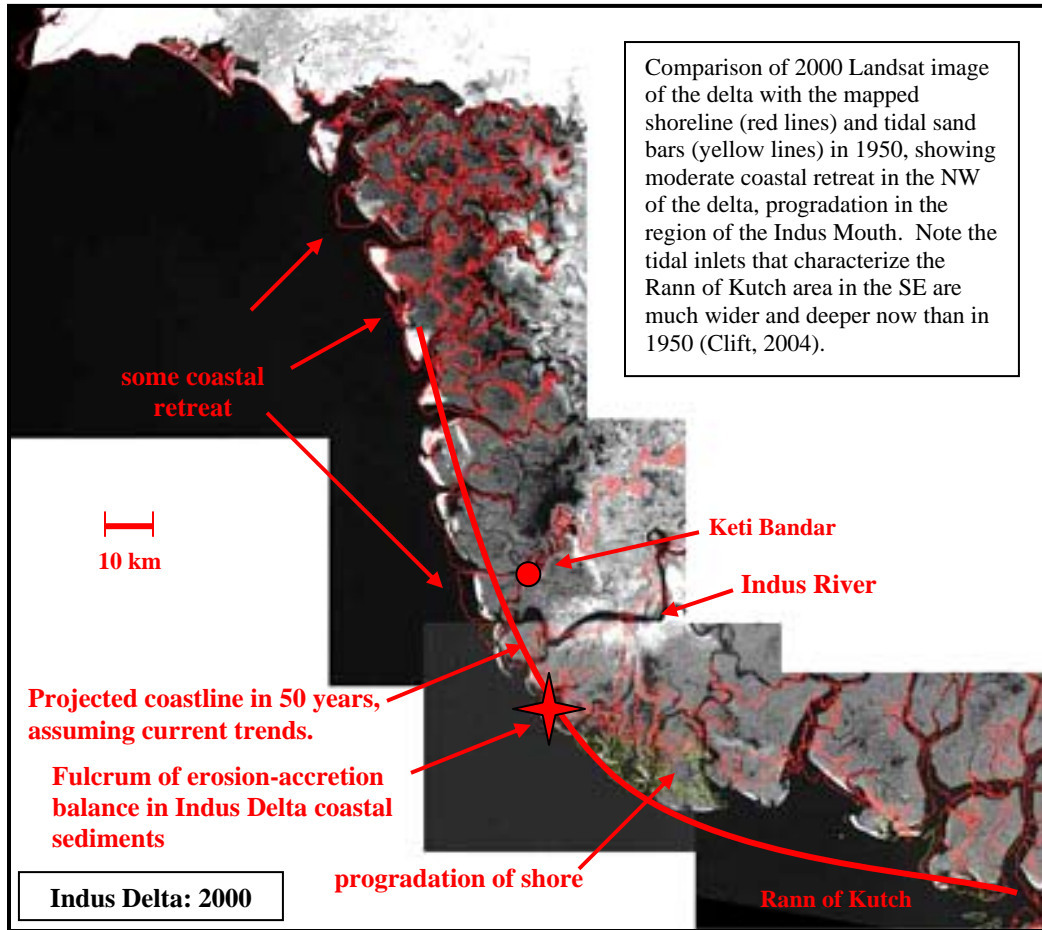 Comparison of 2000 Landsat image
of the delta with the mapped
shoreline (red lines) and tidal sand
bars (yellow lines) in 1950, showing
moderate coastal retreat in the NW
of the delta, progradation in the
region of the Indus Mouth.  Note the
tidal inlets that characterize the
Rann of Kutch area in the SE are
much wider and deeper now than in
1950 (Clift, 2004).
some coastal
retreat
10 km
Keti Bandar
Indus River
Projected coastline in 50 years,
assuming current trends.
Fulcrum of erosion-accretion
balance in Indus Delta coastal
sediments
progradation of shore
Rann of Kutch
Indus Delta: 2000